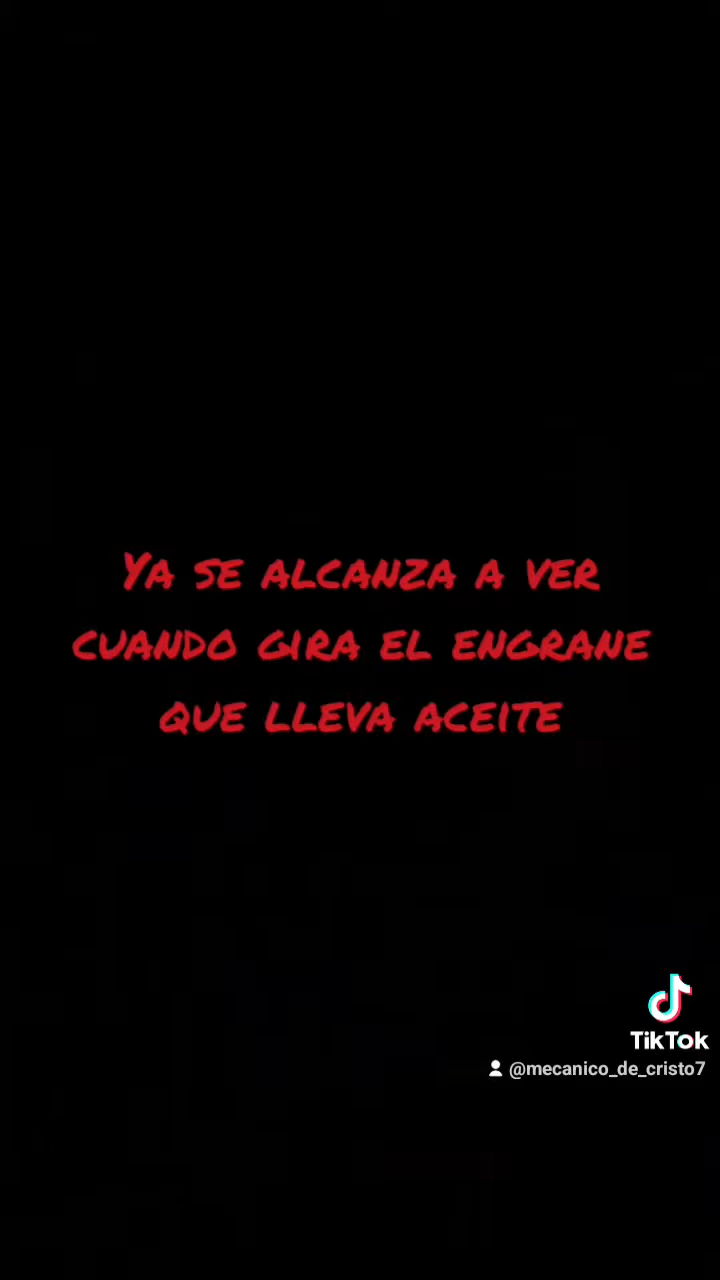 Ya se alcanza a ver
cuando gira el engrane
que lleva aceite
TikTok
@mecanico_de_cristo7